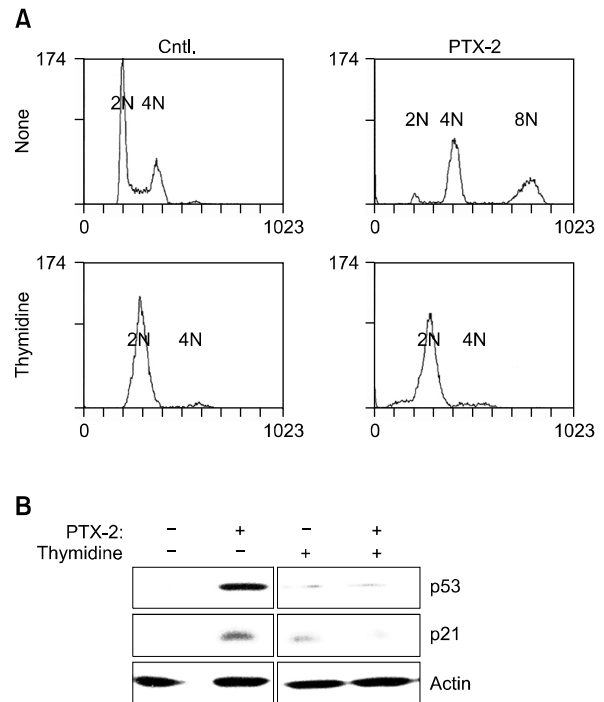 A
Cntl.
PTX-2
None
174
2N 4N
0 1023
174
2N 4N 8N
0 1023
Thymidine
174
2N 4N
0 1023
174
2N 4N
0 1023
B
PTX-2: − + − +
Thymidine − − + +
p53
p21
Actin